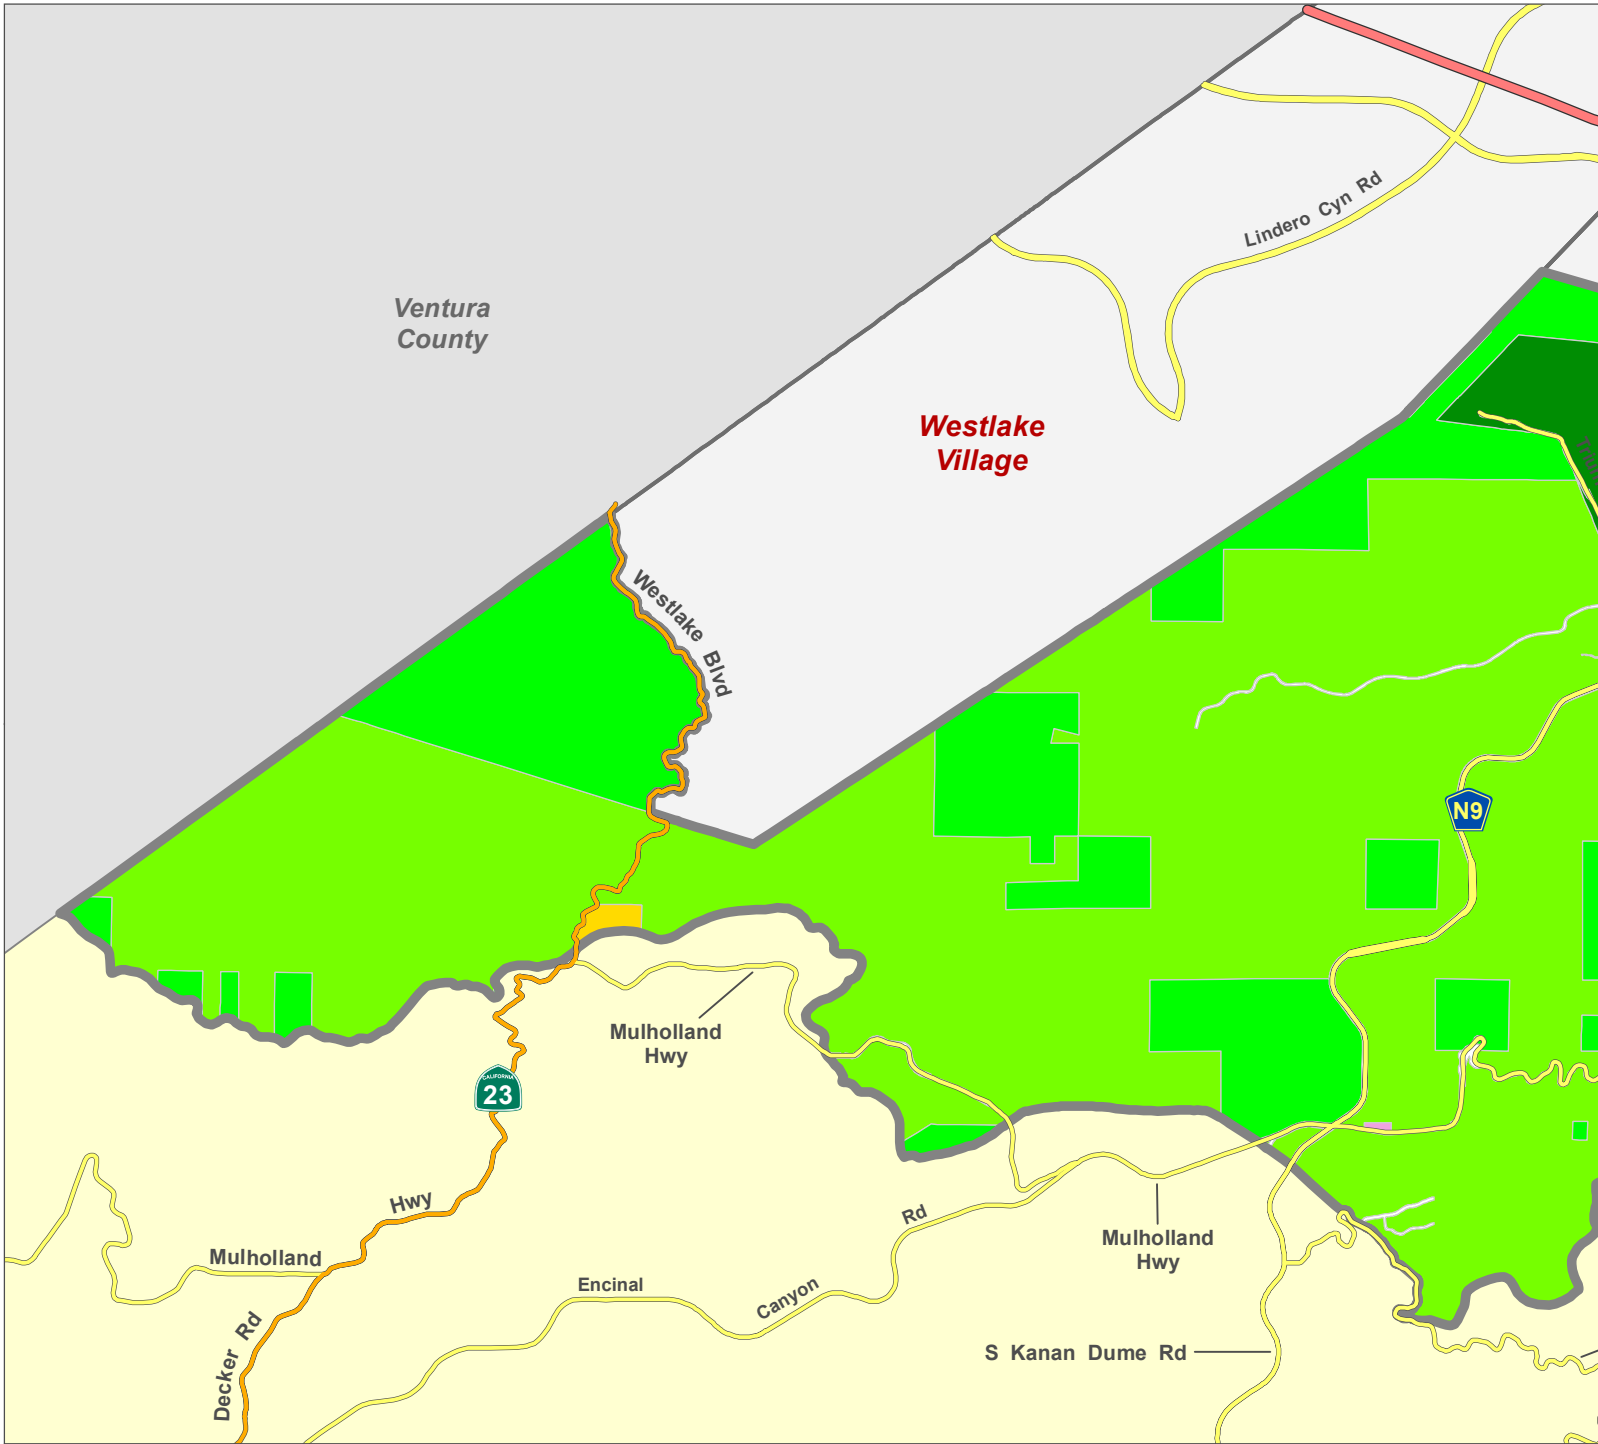 Lindero Cyn Rd
Ventura
County
Westlake
Village
Westlake Blvd
N9
Mulholland
Hwy
CALIFORNIA
23
Hwy
Mulholland
Decker Rd
Rd
Encinal
Canyon
Mulholland
Hwy
S Kanan Dume Rd